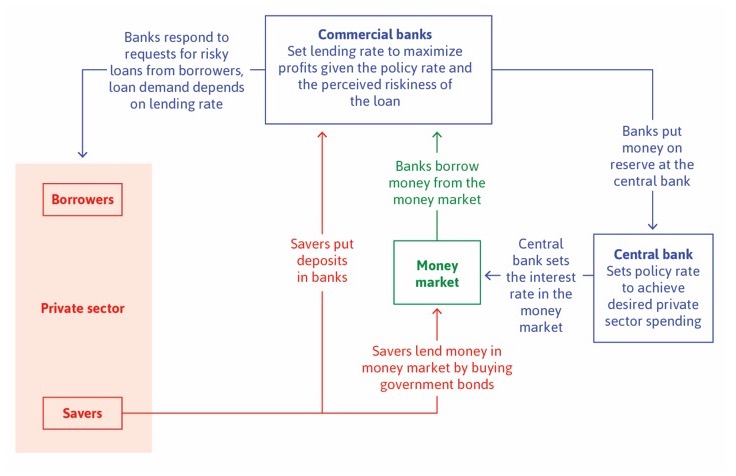 Commercial banks
Set lending rate to maximize
profits given the policy rate and
the perceived riskiness of
the loan
Banks respond to
requests for risky
loans from borrowers,
loan demand depends
on lending rate
Banks put
money on
reserve at the
central bank
Banks borrow
money from the
money market
Borrowers
Savers put
deposits
in banks
Money
market
Central
bank sets
the interest
rate in the
money
market
Central bank
Sets policy rate
to achieve
desired private
sector spending
Private sector
Savers lend money in
money market by buying
government bonds
Savers